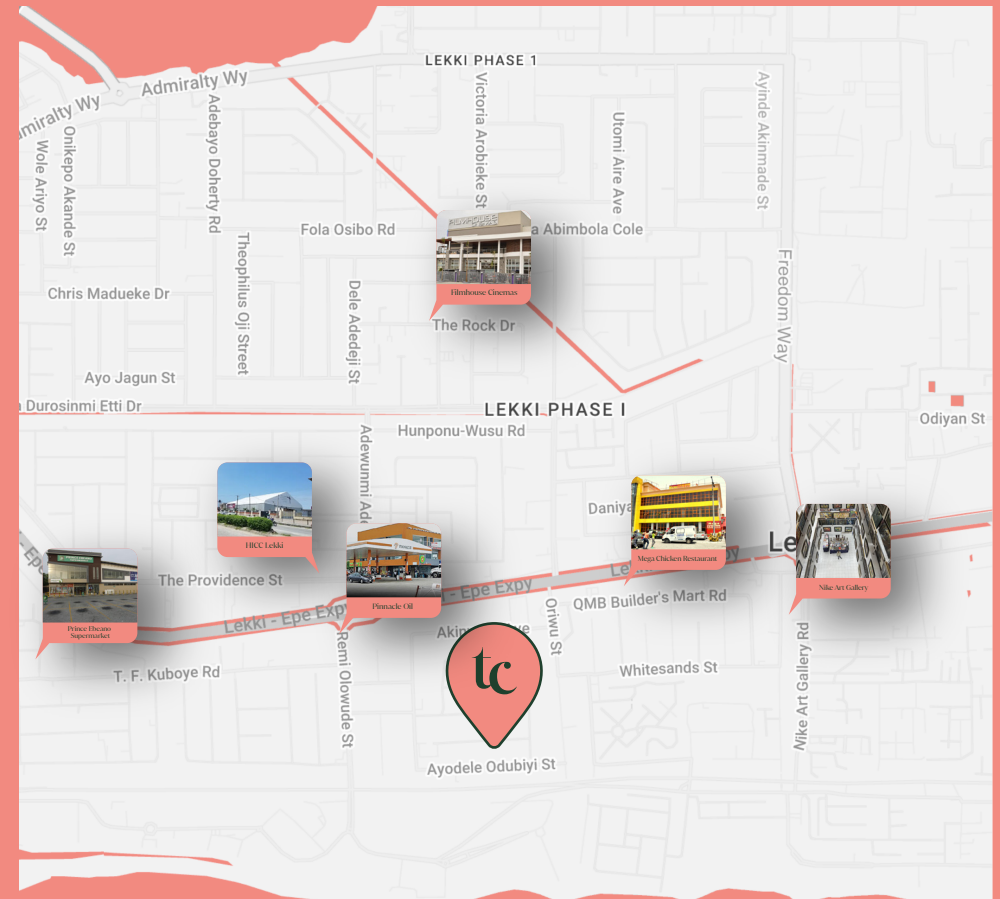 LEKKI PHASE 1
Admiralty Wy
miralty Wy
Onikepo Akande St
Wole Ariyo St
Adebayo Doherty Rd
Victoria Arobieke St
Utomi Aire Ave
Ayinde Akinmade St
FILMHOUSE
Fola Osibo Rd
a Abimbola Cole
Theophilus Oji Street
Freedom Way
Chris Madueke Dr
Dele Adedeji St
Filmhouse Cinemas
The Rock Dr
Ayo Jagun St
Durosinmi Etti Dr
LEKKI PHASE I
Odiyan St
Hunponu-Wusu Rd
Adewunmi Ade
Daniya
HICC Lekki
Le
Mega Chicken Restaurant
The Providence St
Nike Art Gallery
Lekki - Epe Expy
- Epe Expy
QMB Builder's Mart Rd
Pinnacle Oil
Oriwu St
Prince Ebeano
Supermarket
Remi Olowude St
Nike Art Gallery Rd
T. F. Kuboye Rd
tc
Whitesands St
Ayodele Odubiyi St